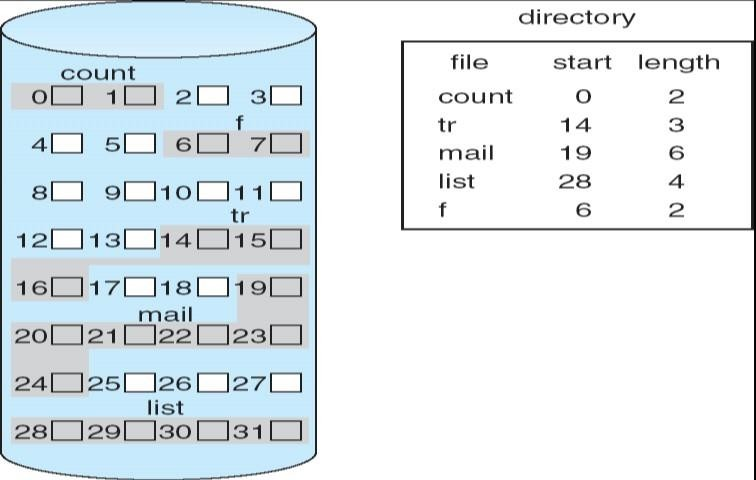 count
0 1 2 3
f
4 5 6 7
8 9 10 11
tr
12 13 14 15
16 17 18 19
mail
20 21 22 23
24 25 26 27
list
28 29 30 31
directory
file start length
count 0 2
tr 14 3
mail 19 6
list 28 4
f 6 2